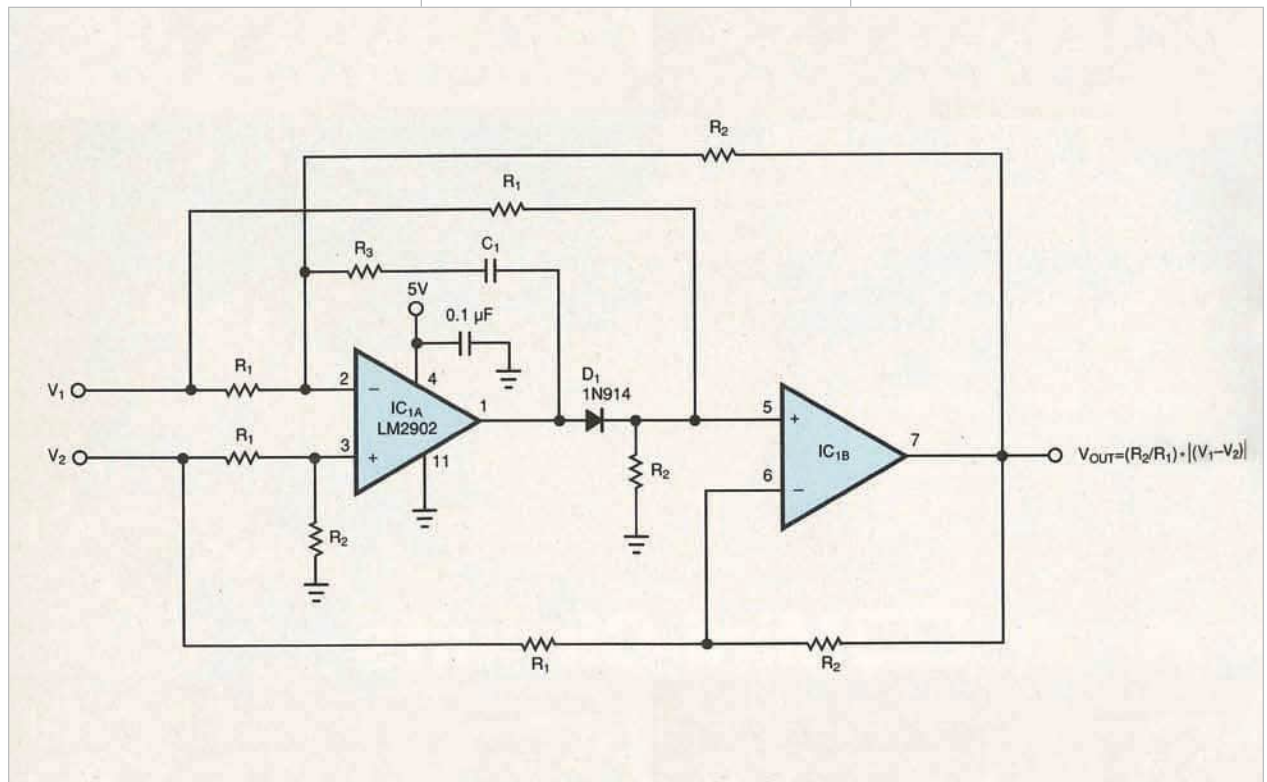 R₂
R₁
R₃
C₁
5V
0.1 µF
V₁
R₁
2
−
4
D₁
1N914
IC₁A
LM2902
1
5
+
V₂
R₁
3
+
11
R₂
IC₁B
7
VOUT=(R₂/R₁)•|(V₁–V₂)|
6
−
R₂
R₁
R₂